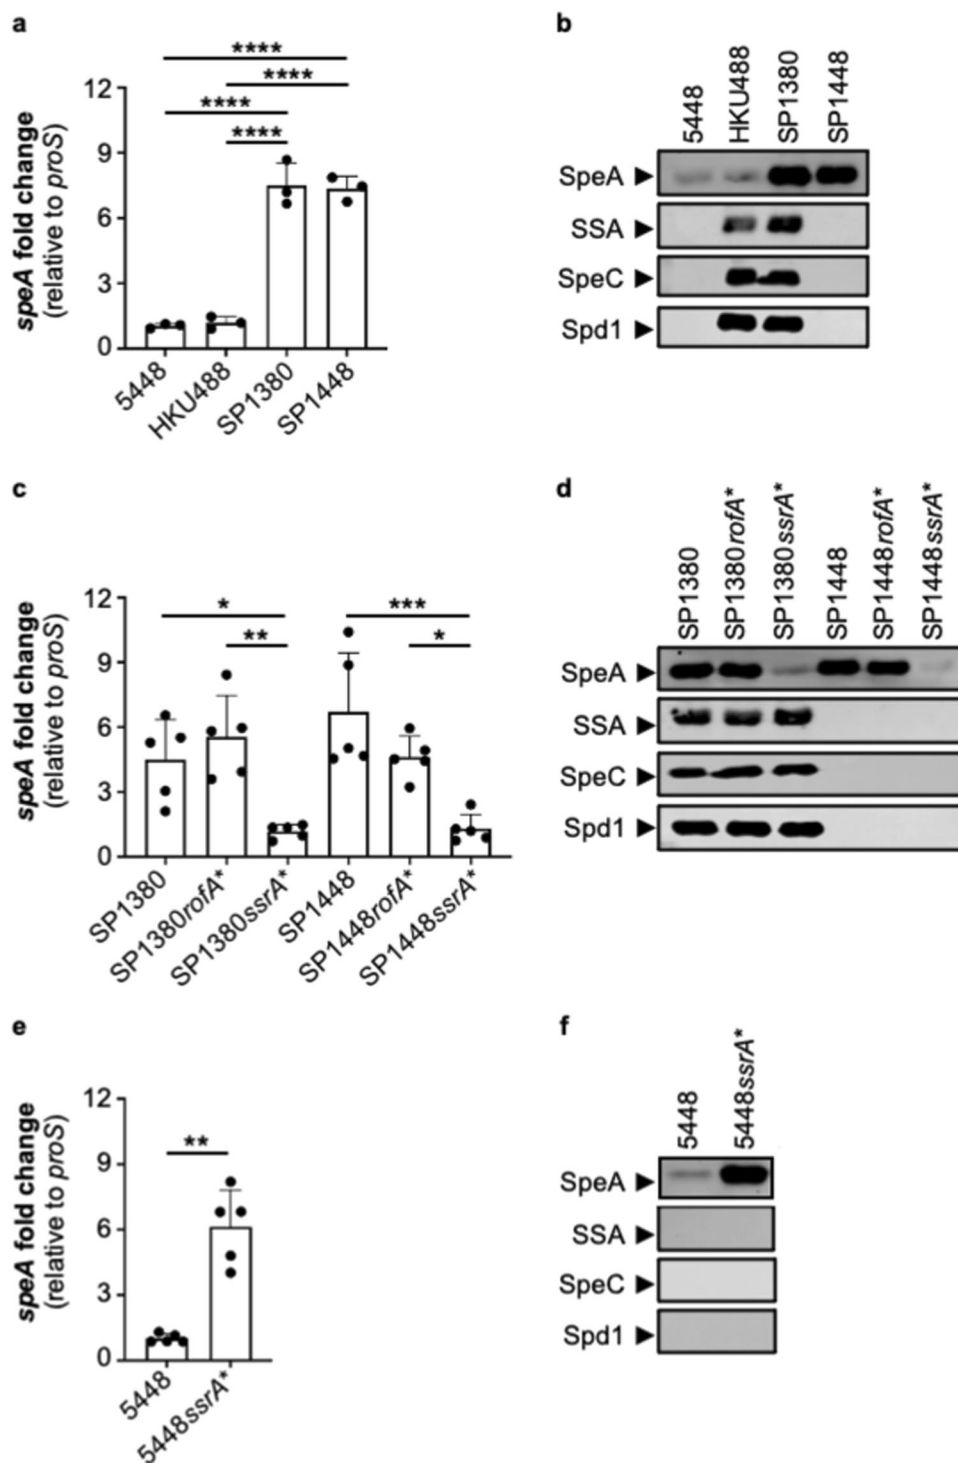 a
****
****
****
****
speA fold change
(relative to proS)
12
9
6
3
0
5448
HKU488
SP1380
SP1448
b
5448
HKU488
SP1380
SP1448
SpeA ►
SSA ►
SpeC ►
Spd1 ►
c
*
***
**
*
speA fold change
(relative to proS)
12
9
6
3
0
SP1380
SP1380rofA*
SP1380ssrA*
SP1448
SP1448rofA*
SP1448ssrA*
d
SP1380
SP1380rofA*
SP1380ssrA*
SP1448
SP1448rofA*
SP1448ssrA*
SpeA ►
SSA ►
SpeC ►
Spd1 ►
e
**
speA fold change
(relative to proS)
12
9
6
3
0
5448
5448ssrA*
f
5448
5448ssrA*
SpeA ►
SSA ►
SpeC ►
Spd1 ►